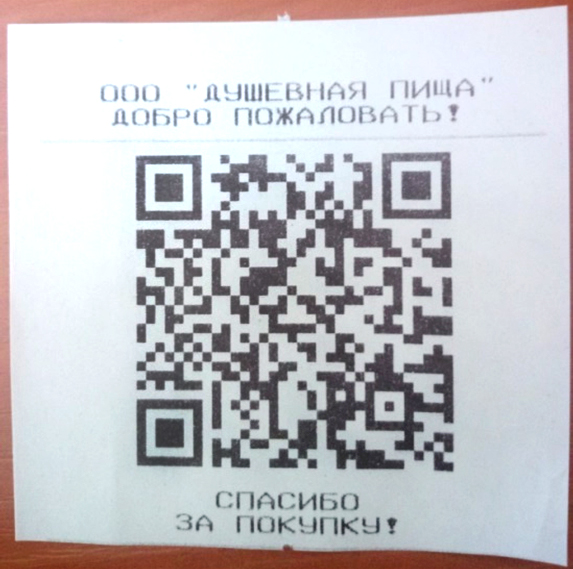 ООО "ДУШЕВНАЯ ПИЩА"
ДОБРО ПОЖАЛОВАТЬ!
СПАСИБО
ЗА ПОКУПКУ!